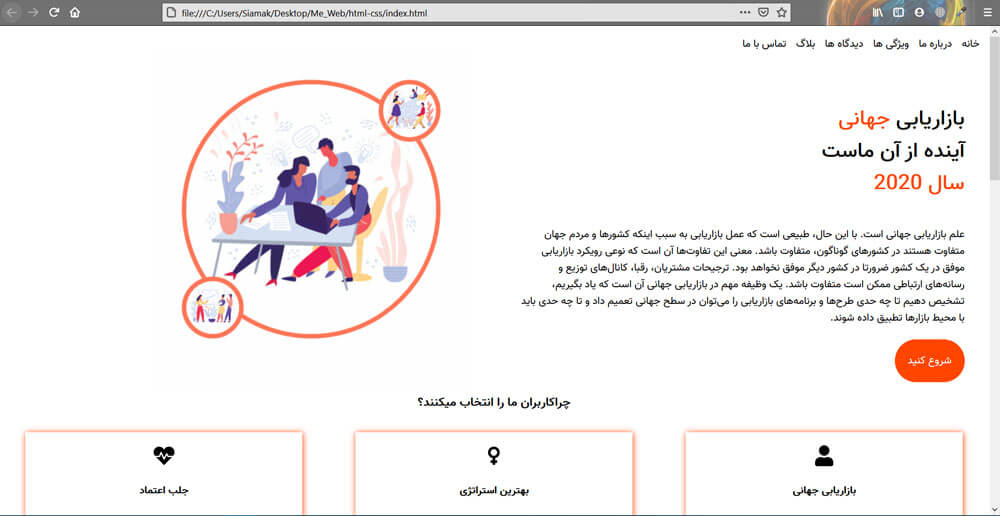 file:///C:/Users/Siamak/Desktop/Me_Web/html-css/index.html
خانه درباره ما ویژگی ها دیدگاه ها بلاگ تماس با ما
بازاریابی جهانی
آینده از آن ماست
سال 2020
علم بازاریابی جهانی است. با این حال، طبیعی است که عمل بازاریابی به سبب اینکه کشورها و مردم جهان
متفاوت هستند در کشورهای گوناگون، متفاوت باشد. معنی این تفاوت‌ها آن است که نوعی رویکرد بازاریابی
موفق در یک کشور ضرورتا در کشور دیگر موفق نخواهد بود. ترجیحات مشتریان، رقبا، کانال‌های توزیع و
رسانه‌های ارتباطی ممکن است متفاوت باشد. یک وظیفه مهم در بازاریابی جهانی آن است که یاد بگیریم،
تشخیص دهیم تا چه حدی طرح‌ها و برنامه‌های بازاریابی را می‌توان در سطح جهانی تعمیم داد و تا چه حدی باید
با محیط بازارها تطبیق داده شوند.
شروع کنید
چراکاربران ما را انتخاب میکنند؟
بازاریابی جهانی
بهترین استراتژی
جلب اعتماد